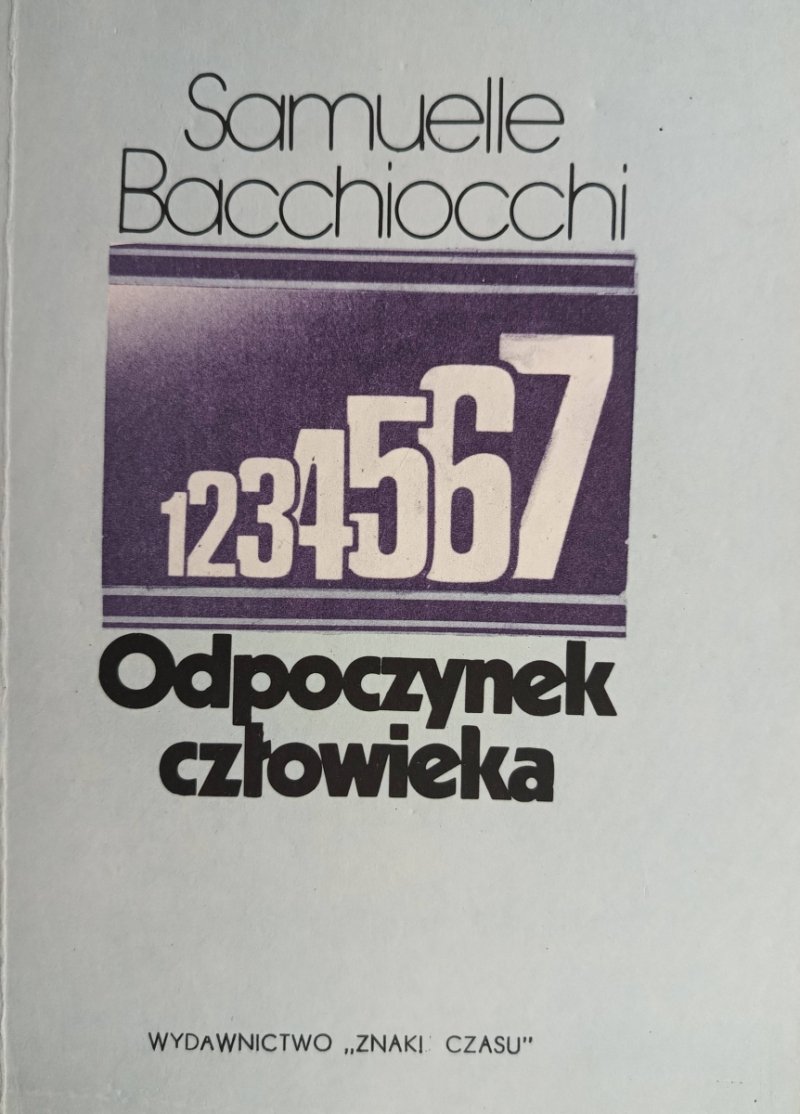 Samuelle
Bacchiocchi
1234567
Odpoczynek
człowieka
WYDAWNICTWO „ZNAKI CZASU"